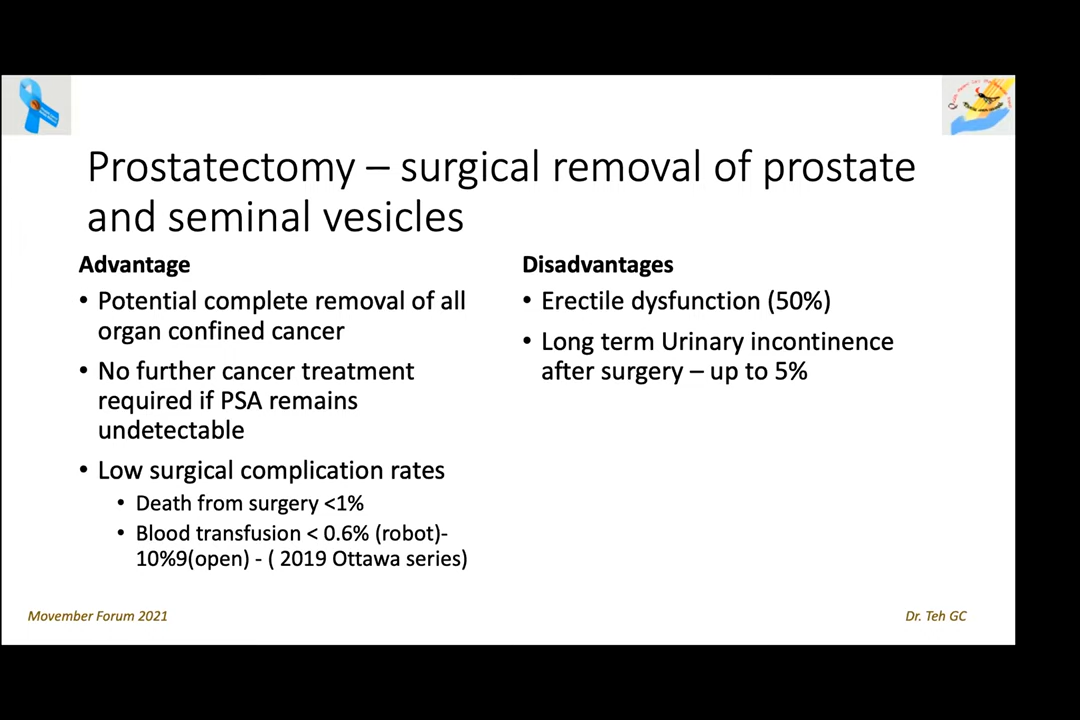 Prostatectomy – surgical removal of prostate
and seminal vesicles
Advantage
• Potential complete removal of all
organ confined cancer
• No further cancer treatment
required if PSA remains
undetectable
• Low surgical complication rates
• Death from surgery <1%
• Blood transfusion < 0.6% (robot)-
10%9(open) - ( 2019 Ottawa series)
Disadvantages
• Erectile dysfunction (50%)
• Long term Urinary incontinence
after surgery – up to 5%
Movember Forum 2021
Dr. Teh GC